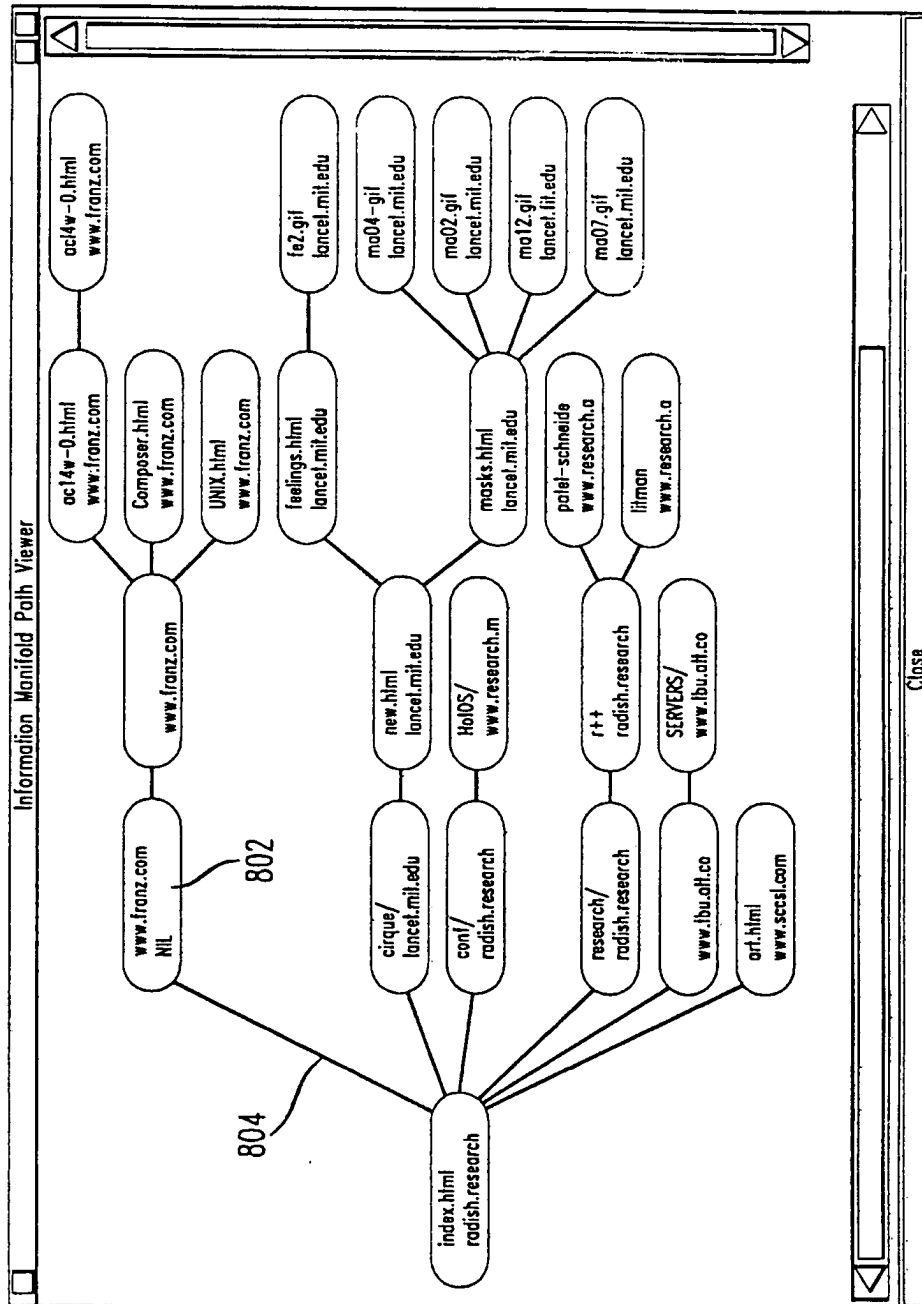 Information Manifold Path Viewer
acl4w-0.html
www.franz.com
acl4w-0.html
www.franz.com
Composer.html
www.franz.com
UNIX.html
www.franz.com
www.franz.com
www.franz.com
NIL
802
804
feelings.html
lancet.mit.edu
fe2.gif
lancet.mit.edu
ma04-gif
lancet.mit.edu
ma02.gif
lancet.mit.edu
ma12.gif
lancet.fit.edu
ma07.gif
lancet.mit.edu
masks.html
lancet.mit.edu
new.html
lancet.mit.edu
cirque/
lancet.mit.edu
conf/
radish.research
HotOS/
www.research.m
patel-schneide
www.research.a
litman
www.research.a
r++
radish.research
research/
radish.research
SERVERS/
www.tbu.att.co
www.tbu.att.co
art.html
www.sccsi.com
index.html
radish.research
Close